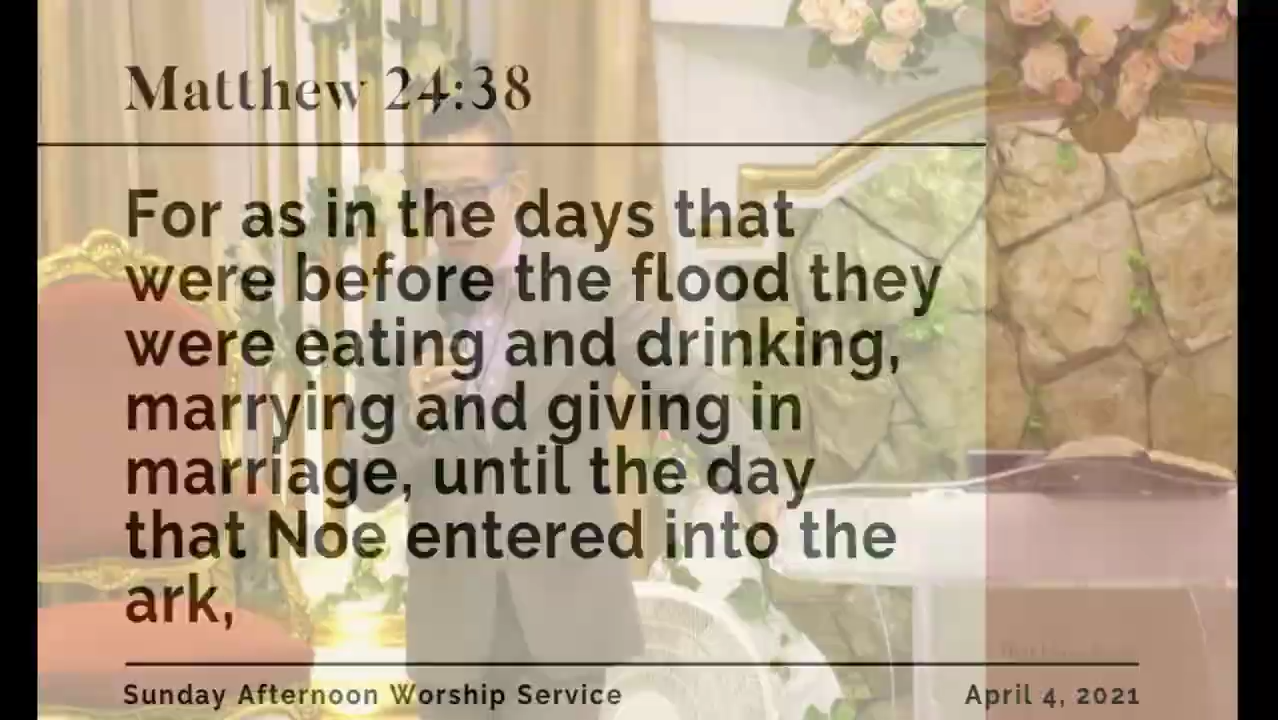 Matthew 24:38
For as in the days that
were before the flood they
were eating and drinking,
marrying and giving in
marriage, until the day
that Noe entered into the
ark,
Sunday Afternoon Worship Service
April 4, 2021